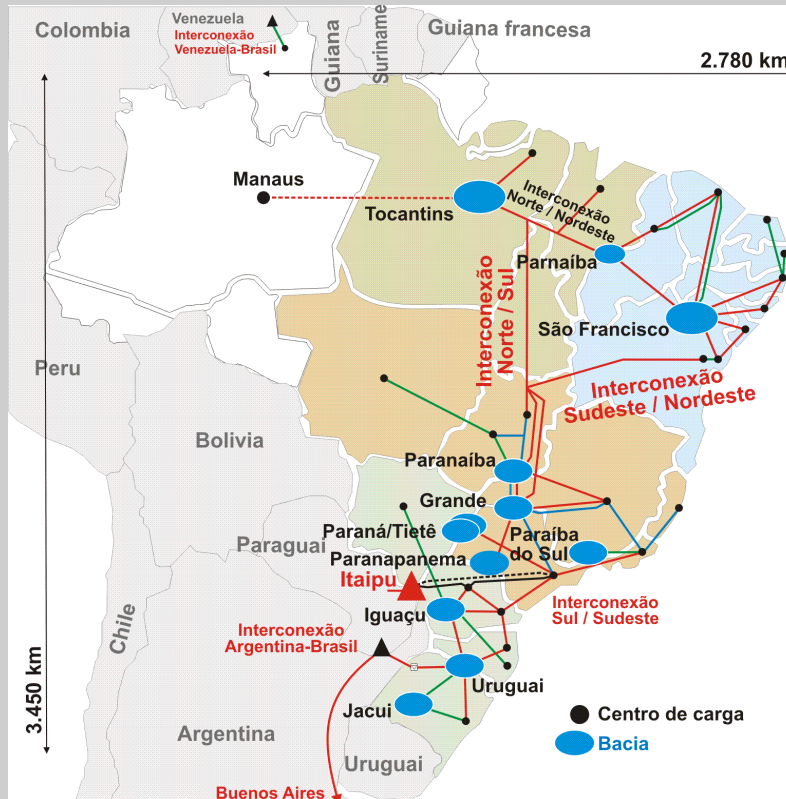 Colombia
Venezuela
Interconexão
Venezuela-Brasil
Guiana
Suriname
Guiana francesa
2.780 km
Manaus
Tocantins
Interconexão
Norte / Nordeste
Parnaíba
São Francisco
Interconexão
Norte / Sul
Interconexão
Sudeste / Nordeste
Peru
Bolivia
Paranaíba
Grande
Paraná/Tietê
Paraíba
do Sul
Paraguai
Paranapanema
Itaipu
Iguaçu
Interconexão
Sul / Sudeste
Chile
Interconexão
Argentina-Brasil
3.450 km
Uruguai
Jacui
Argentina
Uruguai
Centro de carga
Bacia
Buenos Aires